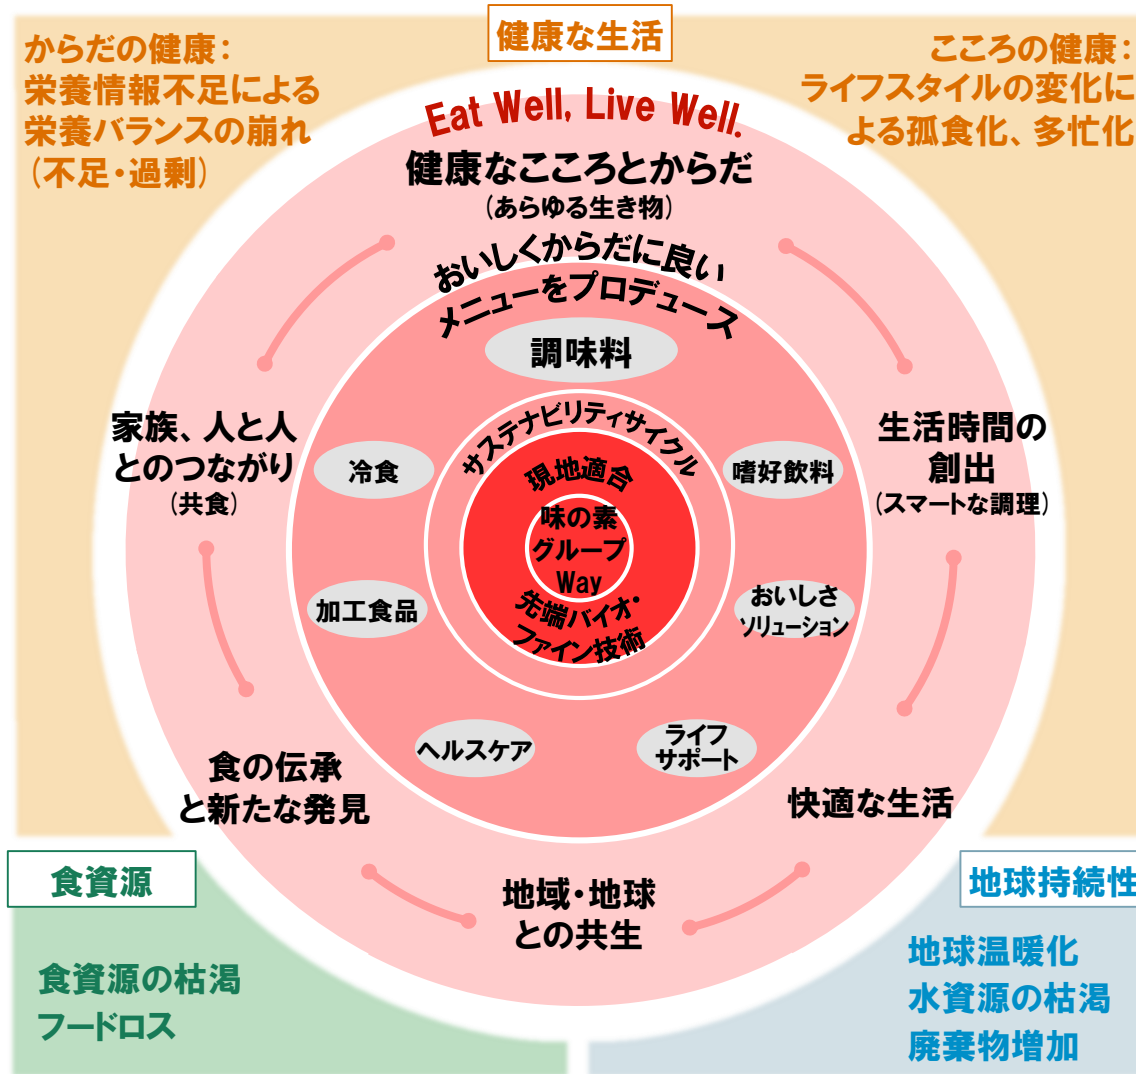 健康な生活
からだの健康：
栄養情報不足による
栄養バランスの崩れ
（不足・過剰）
こころの健康：
ライフスタイルの変化に
よる孤食化、多忙化
Eat Well, Live Well.
健康なこころとからだ
（あらゆる生き物）
おいしくからだに良い
メニューをプロデュース
調味料
サステナビリティサイクル
現地適合
味の素
グループ
Way
先端バイオ・
ファイン技術
家族、人と人
とのつながり
（共食）
冷食
嗜好飲料
生活時間の
創出
（スマートな調理）
加工食品
おいしさ
ソリューション
ヘルスケア
ライフ
サポート
食の伝承
と新たな発見
快適な生活
地域・地球
との共生
食資源
食資源の枯渇
フードロス
地球持続性
地球温暖化
水資源の枯渇
廃棄物増加